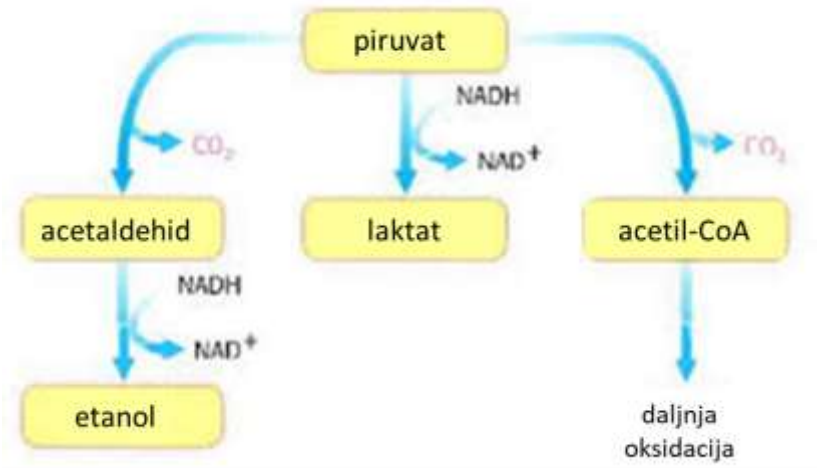 piruvat
NADH
CO₂
NAD⁺
CO₂
acetaldehid
laktat
acetil-CoA
NADH
NAD⁺
etanol
daljnja
oksidacija